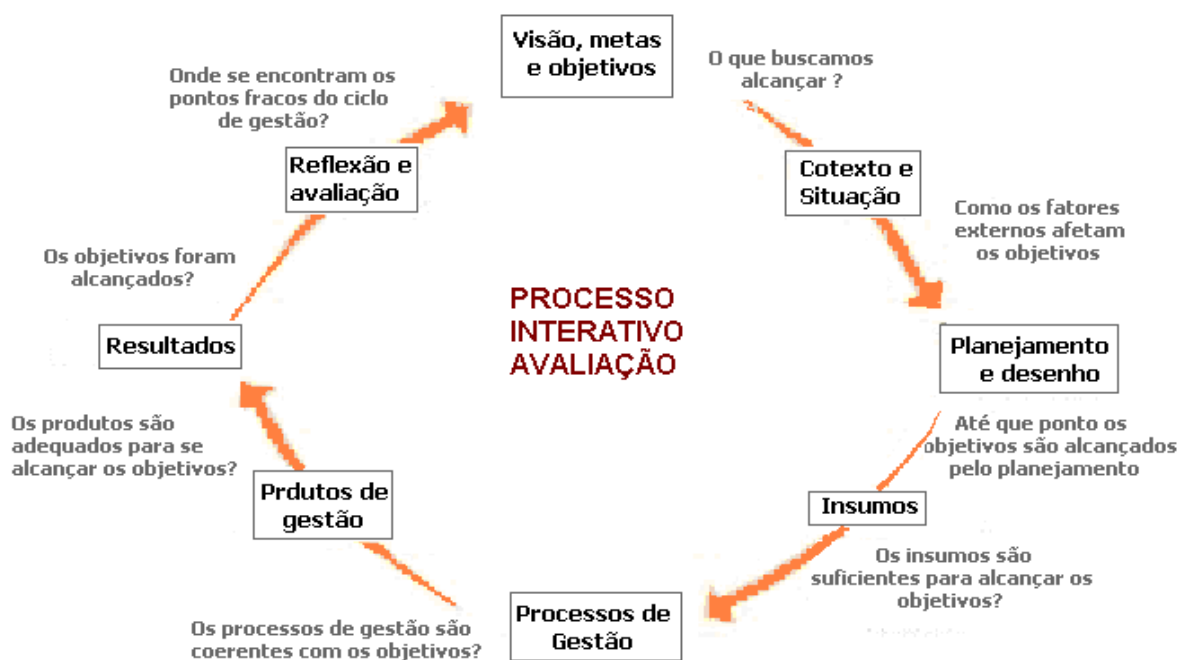 Visão, metas
e objetivos
O que buscamos
alcançar ?
Cotexto e
Situação
Como os fatores
externos afetam
os objetivos
Planejamento
e desenho
Até que ponto os
objetivos são alcançados
pelo planejamento
Insumos
Os insumos são
suficientes para alcançar os
objetivos?
Processos de
Gestão
Os processos de gestão são
coerentes com os objetivos?
Prdutos de
gestão
Os produtos são
adequados para se
alcançar os objetivos?
Resultados
Os objetivos foram
alcançados?
Reflexão e
avaliação
Onde se encontram os
pontos fracos do ciclo
de gestão?
PROCESSO
INTERATIVO
AVALIAÇÃO